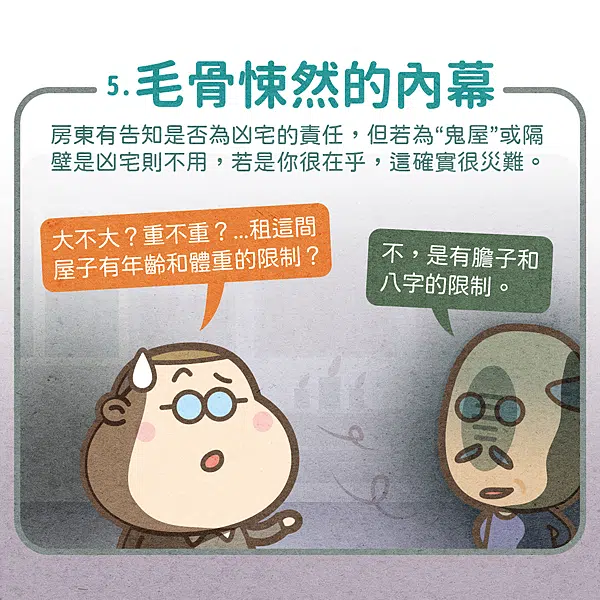 5.毛骨悚然的內幕
房東有告知是否為凶宅的責任，但若為“鬼屋”或隔
壁是凶宅則不用，若是你很在乎，這確實很災難。
大不大？重不重？...租這間
屋子有年齡和體重的限制？
不，是有膽子和
八字的限制。